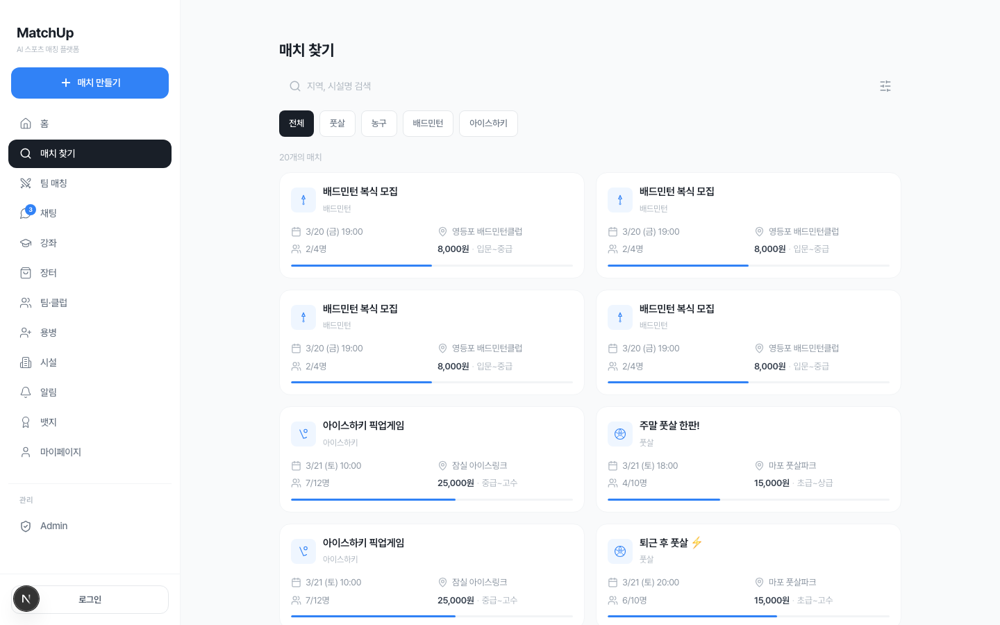 MatchUp
AI 스포츠 매칭 플랫폼
매치 만들기
홈
매치 찾기
팀 매칭
3
채팅
강좌
장터
팀·클럽
용병
시설
알림
뱃지
마이페이지
관리
Admin
N
로그인
매치 찾기
지역, 시설명 검색
전체 풋살 농구 배드민턴 아이스하키
20개의 매치
배드민턴 복식 모집
배드민턴
3/20 (금) 19:00 영등포 배드민턴클럽
2/4명 8,000원 · 입문~중급
배드민턴 복식 모집
배드민턴
3/20 (금) 19:00 영등포 배드민턴클럽
2/4명 8,000원 · 입문~중급
배드민턴 복식 모집
배드민턴
3/20 (금) 19:00 영등포 배드민턴클럽
2/4명 8,000원 · 입문~중급
배드민턴 복식 모집
배드민턴
3/20 (금) 19:00 영등포 배드민턴클럽
2/4명 8,000원 · 입문~중급
아이스하키 픽업게임
아이스하키
3/21 (토) 10:00 잠실 아이스링크
7/12명 25,000원 · 중급~고수
주말 풋살 한판!
풋살
3/21 (토) 18:00 마포 풋살파크
4/10명 15,000원 · 초급~상급
아이스하키 픽업게임
아이스하키
3/21 (토) 10:00 잠실 아이스링크
7/12명 25,000원 · 중급~고수
퇴근 후 풋살 ⚡
풋살
3/21 (토) 20:00 마포 풋살파크
6/10명 15,000원 · 초급~고수